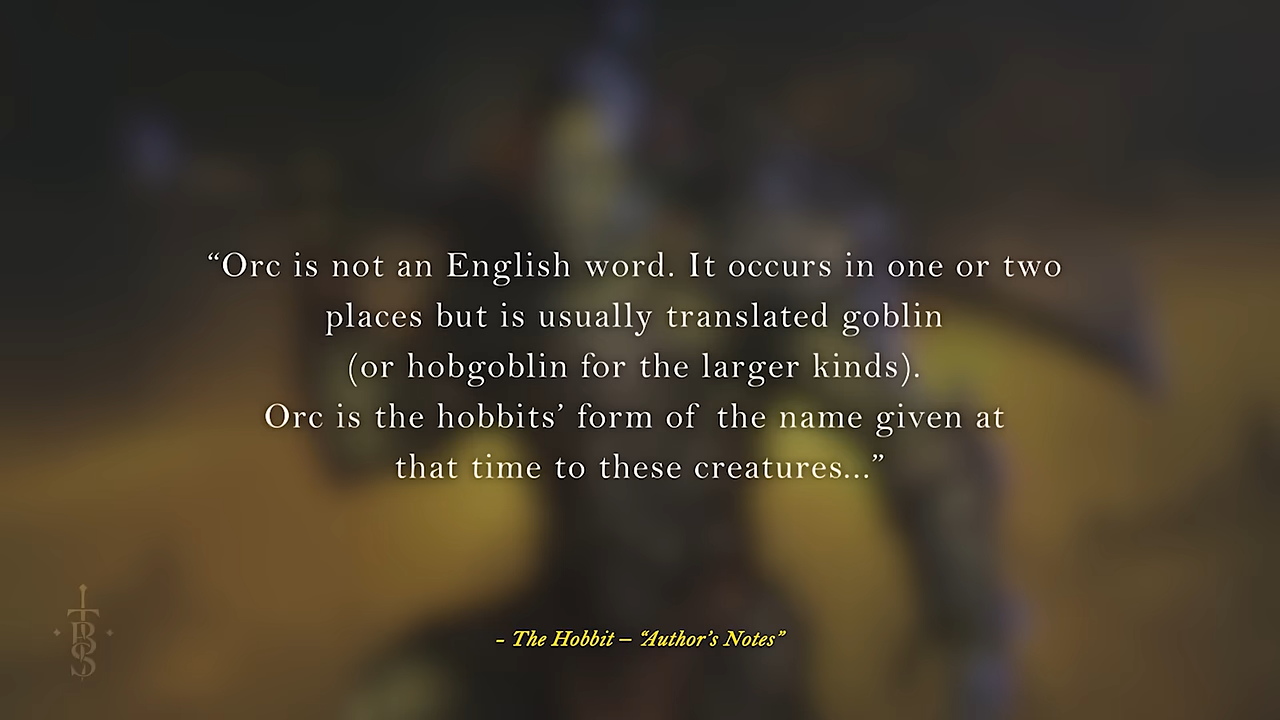 “Orc is not an English word. It occurs in one or two
places but is usually translated goblin
(or hobgoblin for the larger kinds).
Orc is the hobbits’ form of the name given at
that time to these creatures...”
- The Hobbit – “Author’s Notes”
TBS